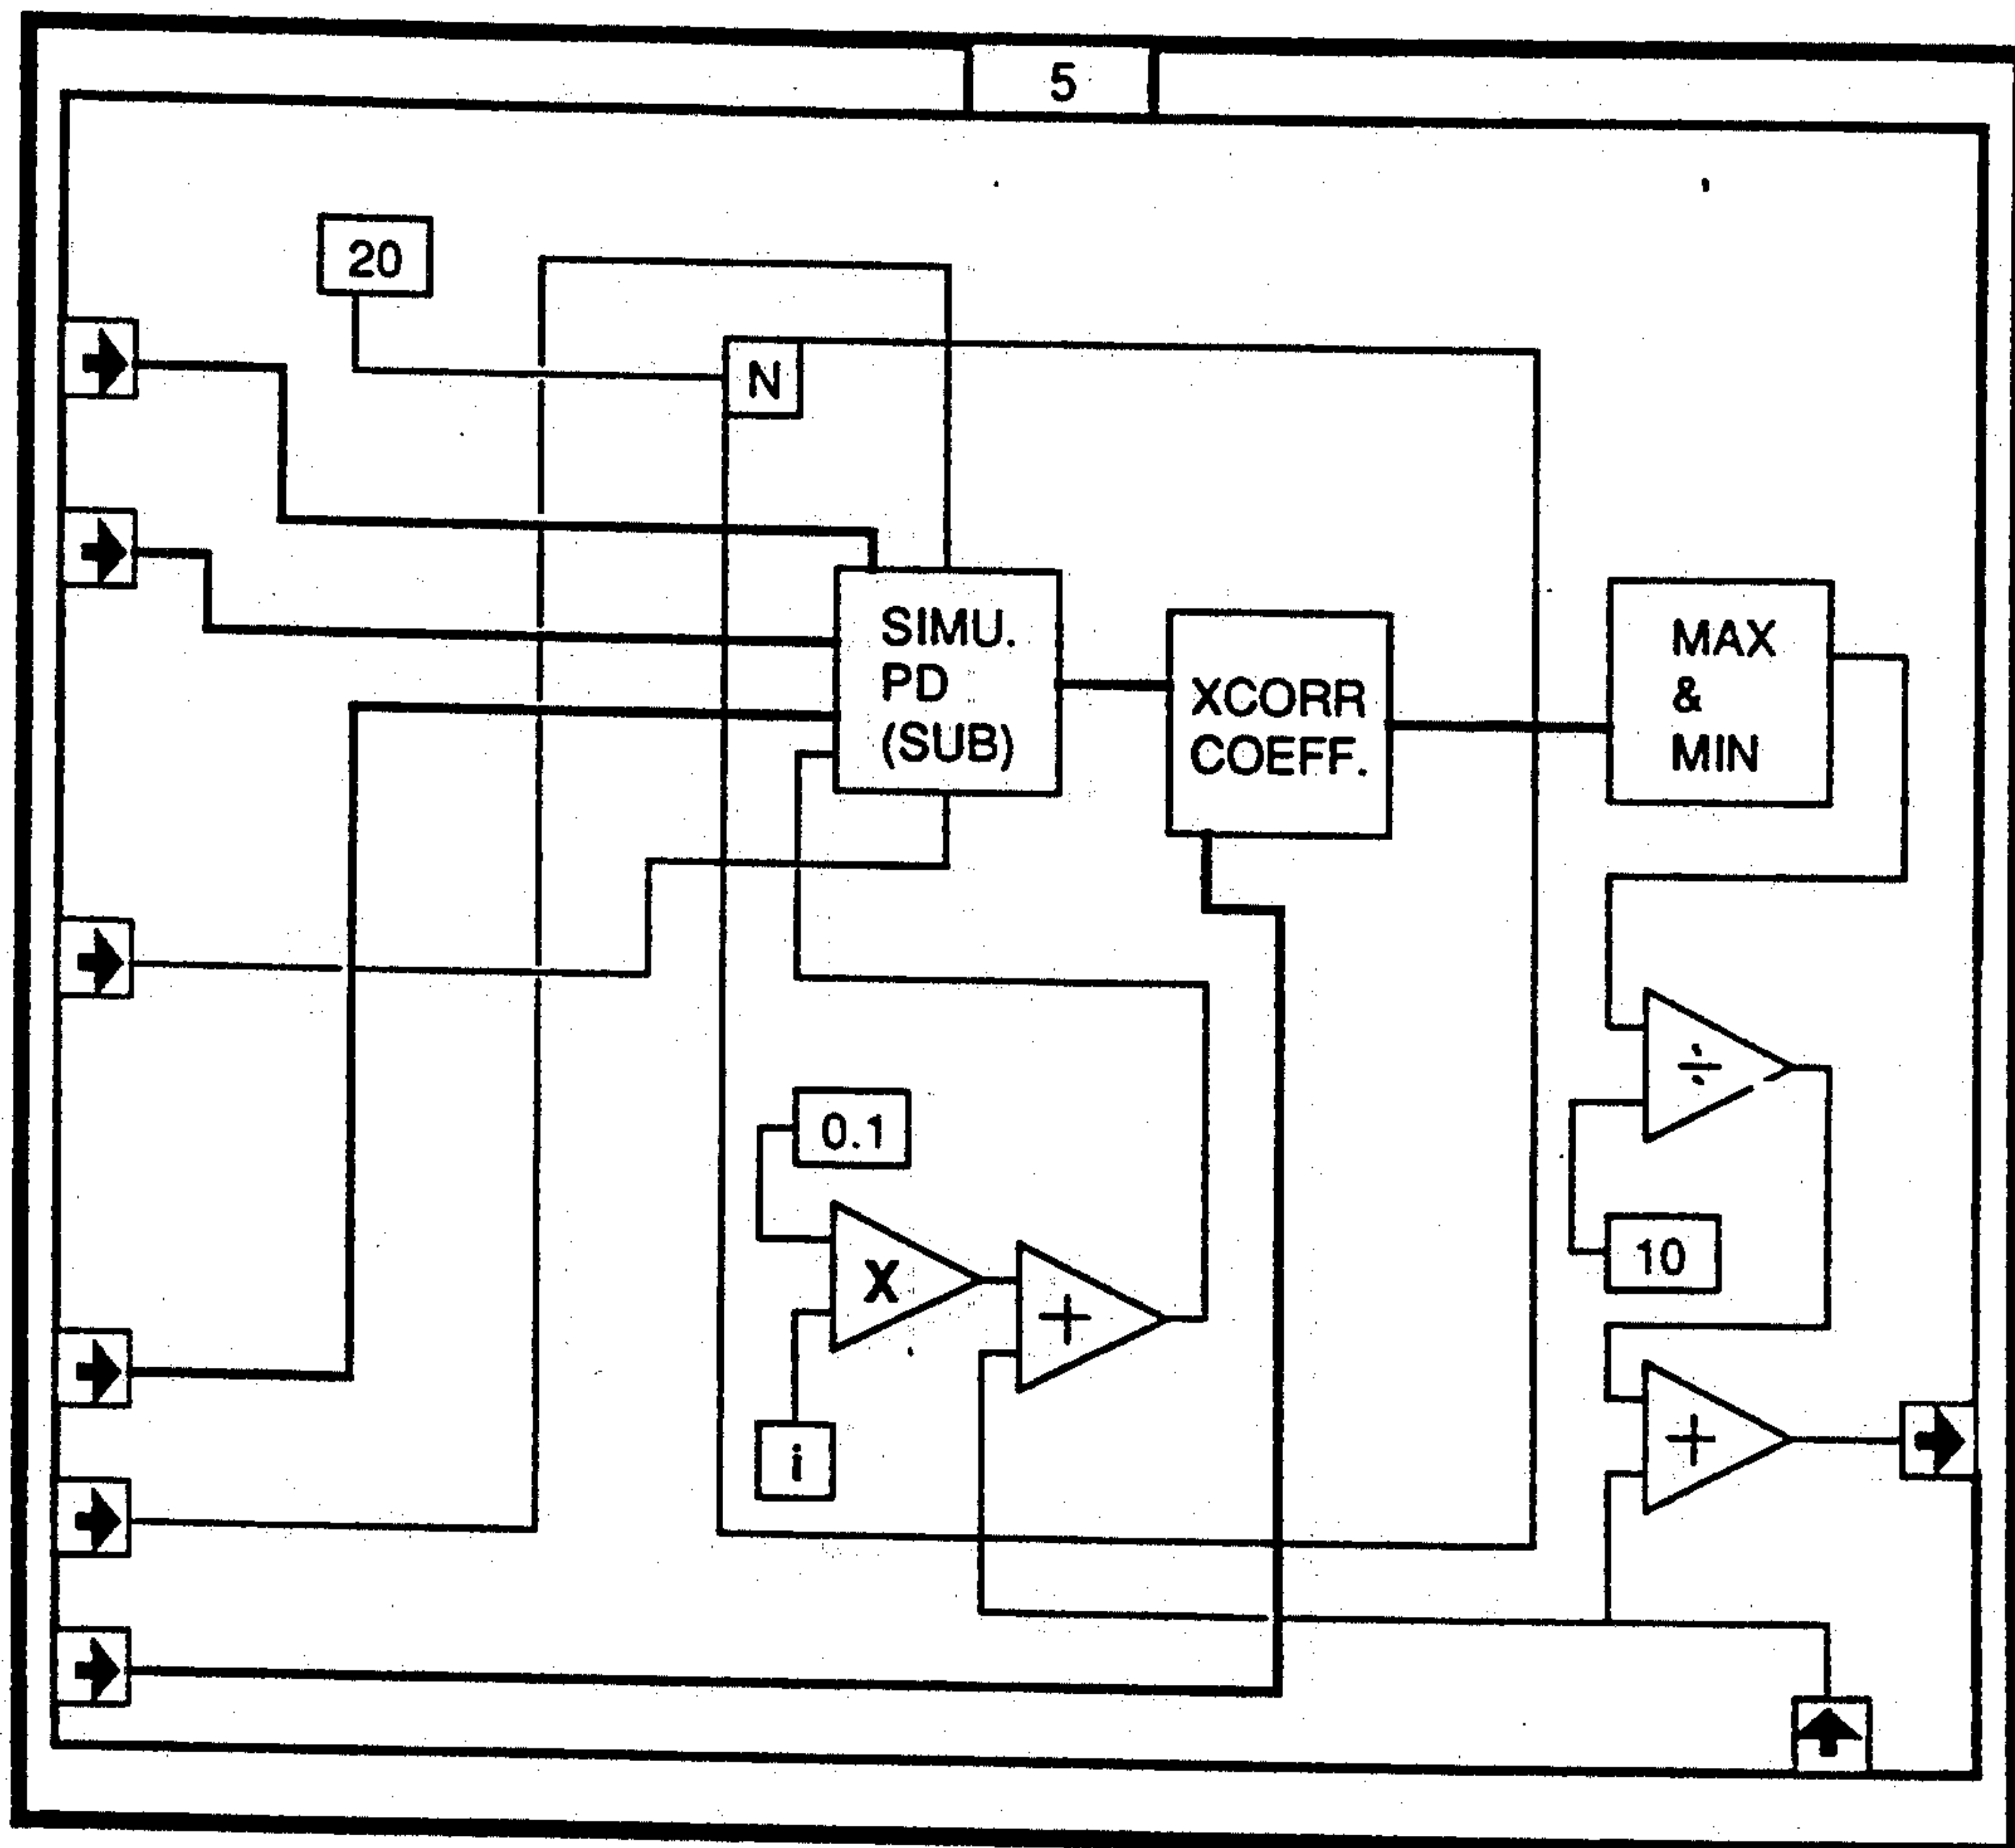 5
20
N
SIMU.
PD
(SUB)
XCORR
COEFF.
MAX
&
MIN
÷
0.1
10
X
+
+
i